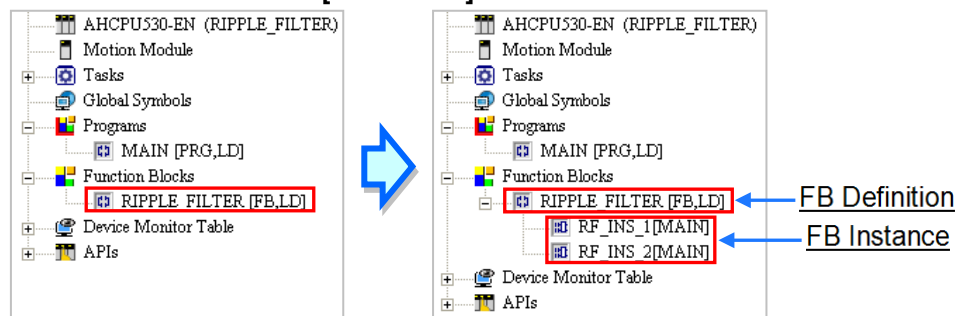 AHCPU530-EN (RIPPLE_FILTER)
Motion Module
Tasks
Global Symbols
Programs
MAIN [PRG,LD]
Function Blocks
RIPPLE_FILTER [FB,LD]
Device Monitor Table
APIs
AHCPU530-EN (RIPPLE_FILTER)
Motion Module
Tasks
Global Symbols
Programs
MAIN [PRG,LD]
Function Blocks
RIPPLE_FILTER [FB,LD]
FB Definition
RF_INS_1[MAIN]
FB Instance
RF_INS_2[MAIN]
Device Monitor Table
APIs